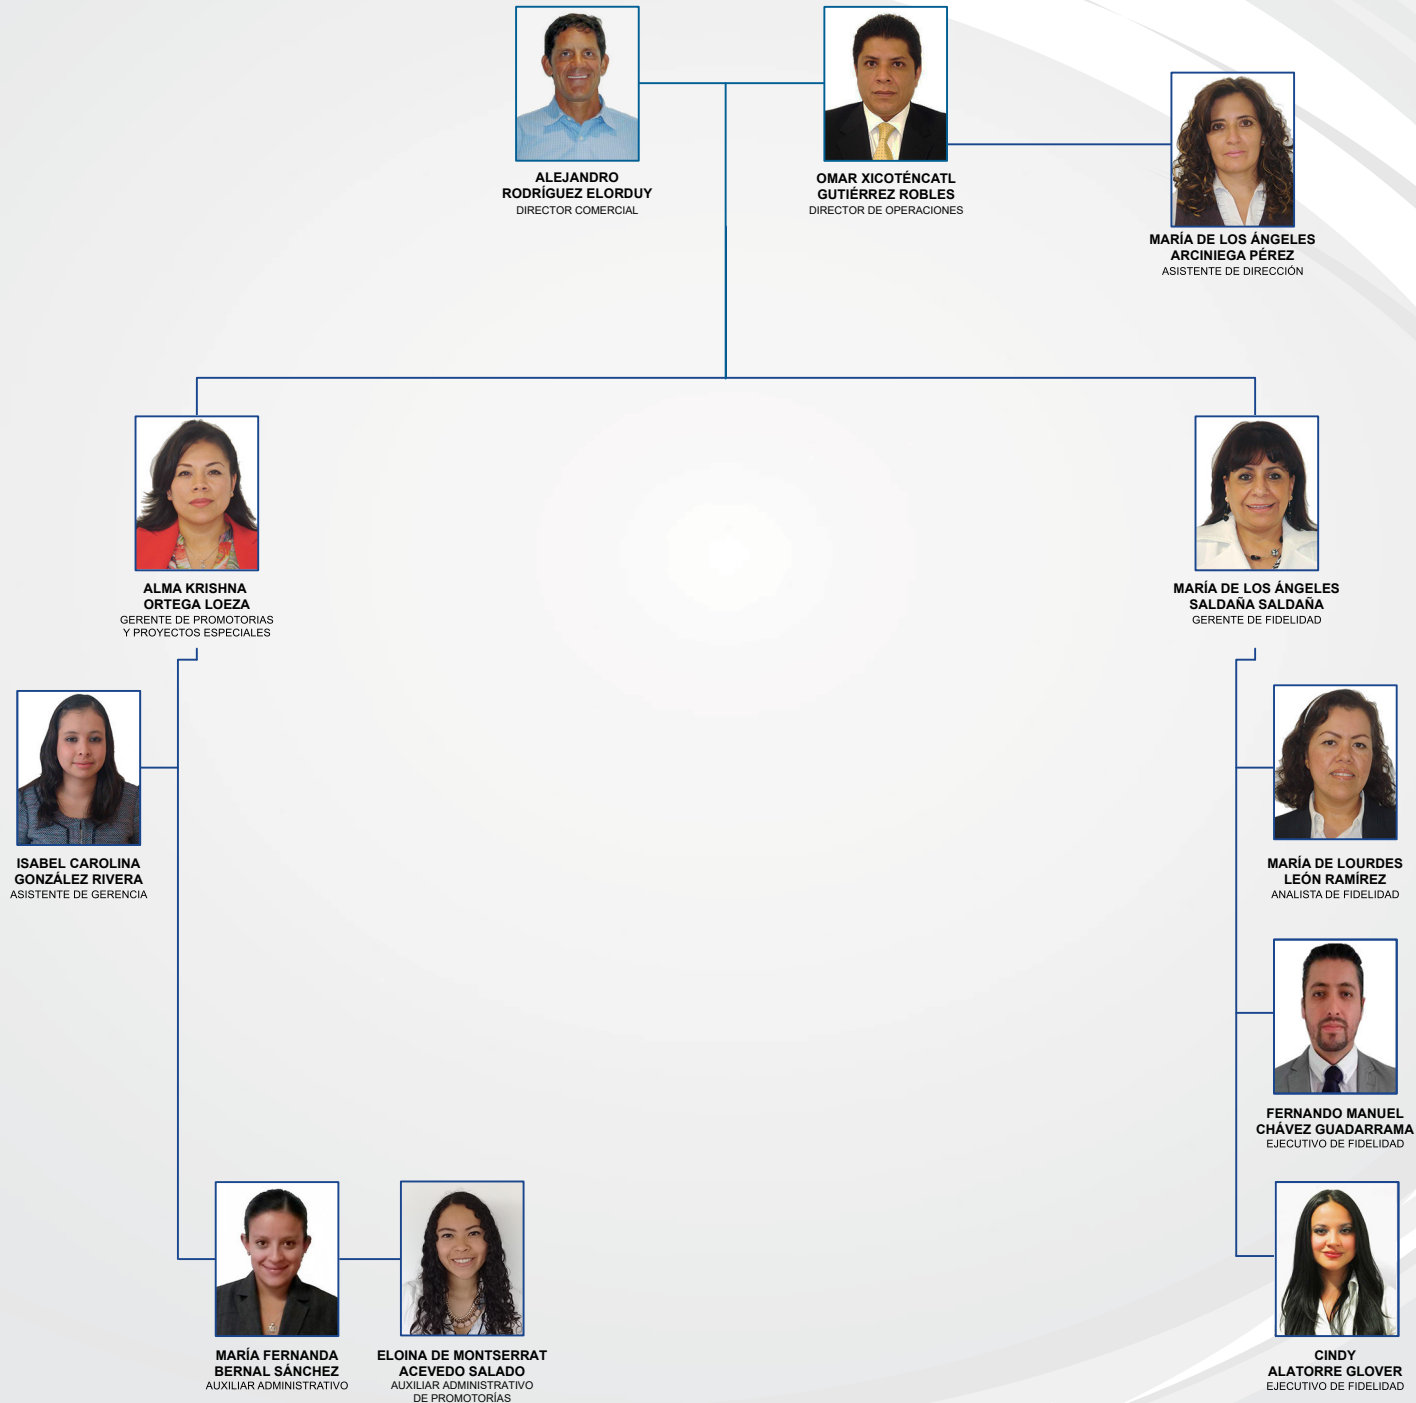 ALEJANDRO
RODRÍGUEZ ELORDUY
DIRECTOR COMERCIAL
OMAR XICOTÉNCATL
GUTIÉRREZ ROBLES
DIRECTOR DE OPERACIONES
MARÍA DE LOS ÁNGELES
ARCINIEGA PÉREZ
ASISTENTE DE DIRECCIÓN
ALMA KRISHNA
ORTEGA LOEZA
GERENTE DE PROMOTORIAS
Y PROYECTOS ESPECIALES
MARÍA DE LOS ÁNGELES
SALDAÑA SALDAÑA
GERENTE DE FIDELIDAD
ISABEL CAROLINA
GONZÁLEZ RIVERA
ASISTENTE DE GERENCIA
MARÍA DE LOURDES
LEÓN RAMÍREZ
ANALISTA DE FIDELIDAD
FERNANDO MANUEL
CHÁVEZ GUADARRAMA
EJECUTIVO DE FIDELIDAD
MARÍA FERNANDA
BERNAL SÁNCHEZ
AUXILIAR ADMINISTRATIVO
ELOINA DE MONTSERRAT
ACEVEDO SALADO
AUXILIAR ADMINISTRATIVO
DE PROMOTORÍAS
CINDY
ALATORRE GLOVER
EJECUTIVO DE FIDELIDAD